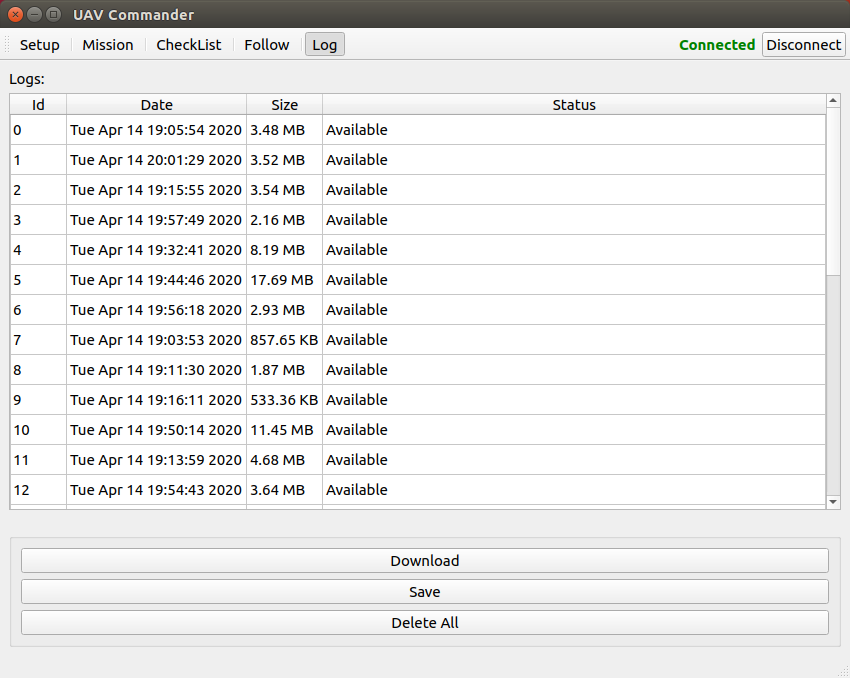 UAV Commander
Setup Mission CheckList Follow Log Connected Disconnect
Logs:
Id Date Size Status
0 Tue Apr 14 19:05:54 2020 3.48 MB Available
1 Tue Apr 14 20:01:29 2020 3.52 MB Available
2 Tue Apr 14 19:15:55 2020 3.54 MB Available
3 Tue Apr 14 19:57:49 2020 2.16 MB Available
4 Tue Apr 14 19:32:41 2020 8.19 MB Available
5 Tue Apr 14 19:44:46 2020 17.69 MB Available
6 Tue Apr 14 19:56:18 2020 2.93 MB Available
7 Tue Apr 14 19:03:53 2020 857.65 KB Available
8 Tue Apr 14 19:11:30 2020 1.87 MB Available
9 Tue Apr 14 19:16:11 2020 533.36 KB Available
10 Tue Apr 14 19:50:14 2020 11.45 MB Available
11 Tue Apr 14 19:13:59 2020 4.68 MB Available
12 Tue Apr 14 19:54:43 2020 3.64 MB Available
Download
Save
Delete All